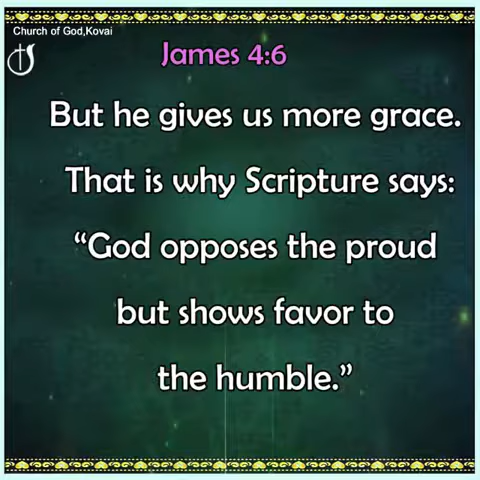 Church of God,Kovai
James 4:6
But he gives us more grace.
That is why Scripture says:
“God opposes the proud
but shows favor to
the humble.”